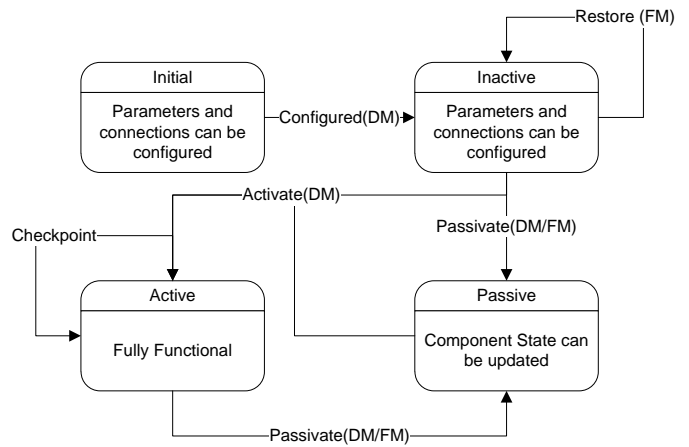 Restore (FM)
Initial
Inactive
Parameters and
connections can be
configured
Configured(DM)
Parameters and
connections can be
configured
Activate(DM)
Passivate(DM/FM)
Checkpoint
Active
Passive
Fully Functional
Component State can
be updated
Passivate(DM/FM)